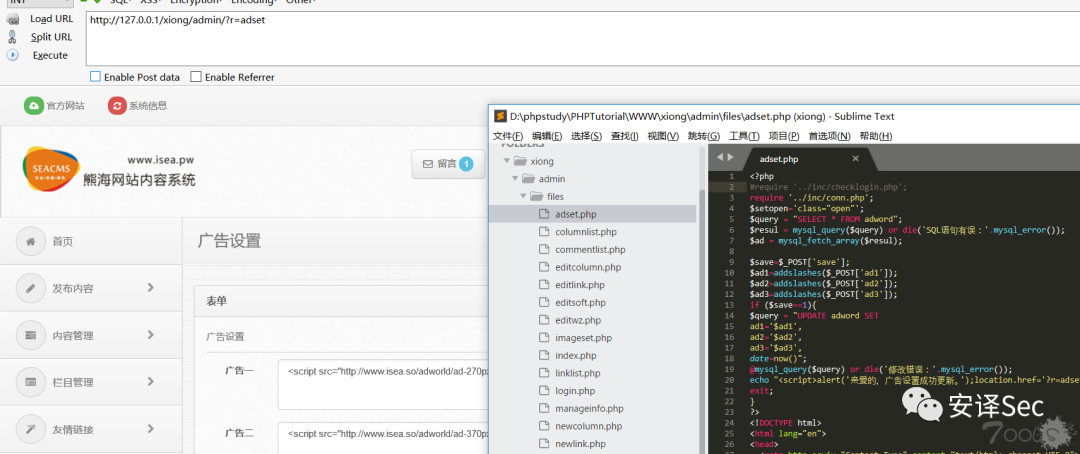 INT SQL XSS Encryption Encoding Other
Load URL
http://127.0.0.1/xiong/admin/?r=adset
Split URL
Execute
Enable Post data
Enable Referrer
官方网站
系统信息
SEACMS
www.isea.pw
熊海网站内容系统
留言 1
首页
发布内容
内容管理
栏目管理
友情链接
广告设置
表单
广告设置
广告一
<script src="http://www.isea.so/adworld/ad-270px
广告二
<script src="http://www.isea.so/adworld/ad-370px
D:\phpstudy\PHPTutorial\WWW\xiong\admin\files\adset.php (xiong) - Sublime Text
文件(F) 编辑(E) 选择(S) 查找(I) 视图(V) 跳转(G) 工具(T) 项目(P) 首选项(N) 帮助(H)
FOLDERS
xiong
admin
files
adset.php
columnlist.php
commentlist.php
editcolumn.php
editlink.php
editsoft.php
editwz.php
imageset.php
index.php
linklist.php
login.php
manageinfo.php
newcolumn.php
newlink.php
adset.php
1 <?php
2 #require '../inc/checklogin.php';
3 require '../inc/conn.php';
4 $setopen='class="open"';
5 $query = "SELECT * FROM adword";
6 $resul = mysql_query($query) or die('SQL语句有误：'.mysql_error());
7 $ad = mysql_fetch_array($resul);
8
9 $save=$_POST['save'];
10 $ad1=addslashes($_POST['ad1']);
11 $ad2=addslashes($_POST['ad2']);
12 $ad3=addslashes($_POST['ad3']);
13 if ($save==1){
14 $query = "UPDATE adword SET
15 ad1='$ad1',
16 ad2='$ad2',
17 ad3='$ad3',
18 date=now()";
19 @mysql_query($query) or die('修改错误：'.mysql_error());
20 echo "<script>alert('亲爱的，广告设置成功更新。');location.href='?r=adset
21 exit;
22 }
23 ?>
24 <!DOCTYPE html>
25 <html lang="en">
26 <head>
安译Sec